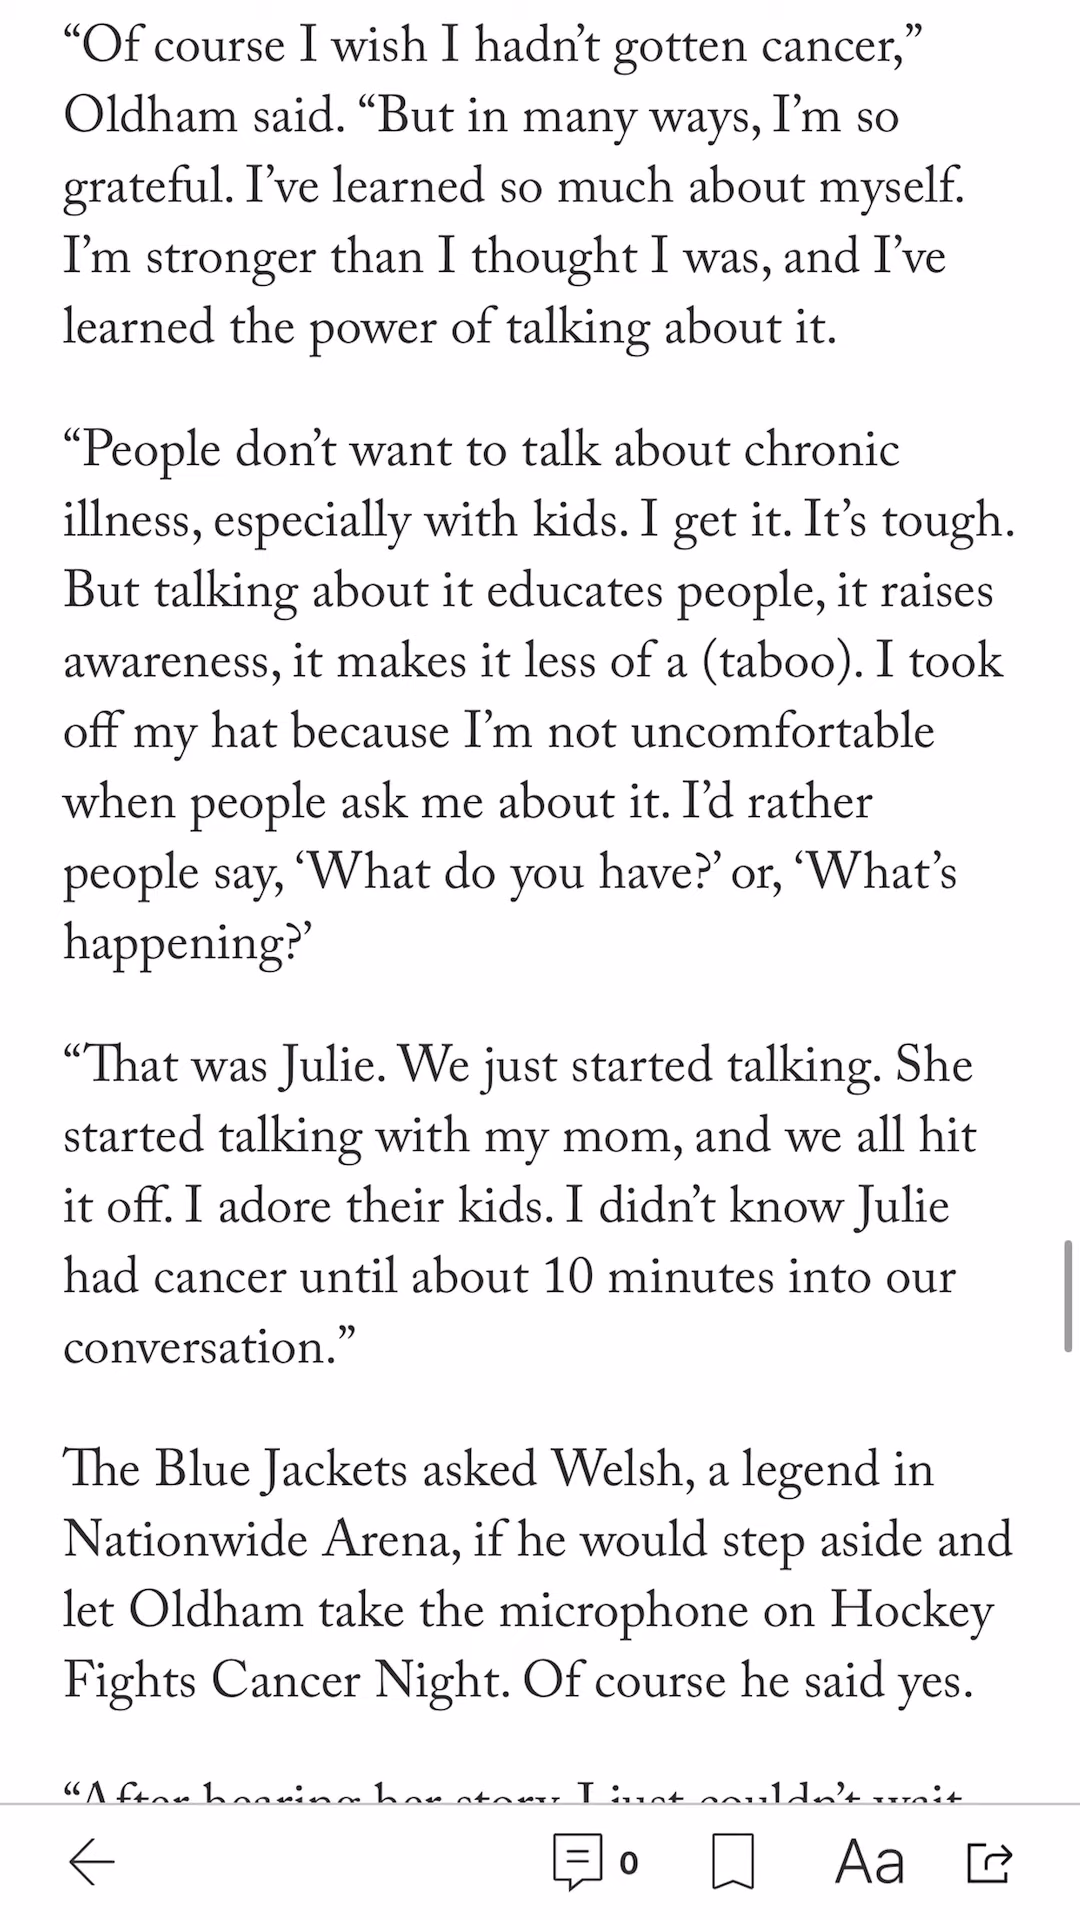 “Of course I wish I hadn’t gotten cancer,”
Oldham said. “But in many ways, I’m so
grateful. I’ve learned so much about myself.
I’m stronger than I thought I was, and I’ve
learned the power of talking about it.
“People don’t want to talk about chronic
illness, especially with kids. I get it. It’s tough.
But talking about it educates people, it raises
awareness, it makes it less of a (taboo). I took
off my hat because I’m not uncomfortable
when people ask me about it. I’d rather
people say, ‘What do you have?’ or, ‘What’s
happening?’
“That was Julie. We just started talking. She
started talking with my mom, and we all hit
it off. I adore their kids. I didn’t know Julie
had cancer until about 10 minutes into our
conversation.”
The Blue Jackets asked Welsh, a legend in
Nationwide Arena, if he would step aside and
let Oldham take the microphone on Hockey
Fights Cancer Night. Of course he said yes.
“After hearing her story, I just couldn’t wait
0
Aa